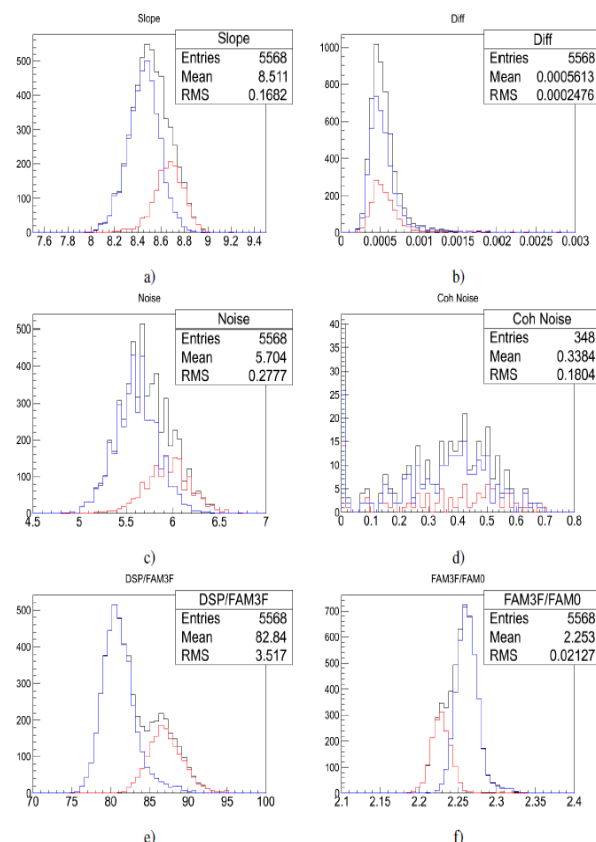 Slope
Slope
Entries 5568
Mean 8.511
RMS 0.1682
500
400
300
200
100
0
7.6 7.8 8 8.2 8.4 8.6 8.8 9 9.2 9.4
a)
Diff
Diff
Entries 5568
Mean 0.0005613
RMS 0.0002476
1000
800
600
400
200
0
0 0.0005 0.001 0.0015 0.002 0.0025 0.003
b)
Noise
Noise
Entries 5568
Mean 5.704
RMS 0.2777
500
400
300
200
100
0
4.5 5 5.5 6 6.5 7
c)
Coh Noise
Coh Noise
Entries 348
Mean 0.3384
RMS 0.1804
40
35
30
25
20
15
10
5
0
0 0.1 0.2 0.3 0.4 0.5 0.6 0.7 0.8
d)
DSP/FAM3F
DSP/FAM3F
Entries 5568
Mean 82.84
RMS 3.517
500
400
300
200
100
0
70 75 80 85 90 95 100
e)
FAM3F/FAM0
FAM3F/FAM0
Entries 5568
Mean 2.253
RMS 0.02127
700
600
500
400
300
200
100
0
2.1 2.15 2.2 2.25 2.3 2.35 2.4
f)